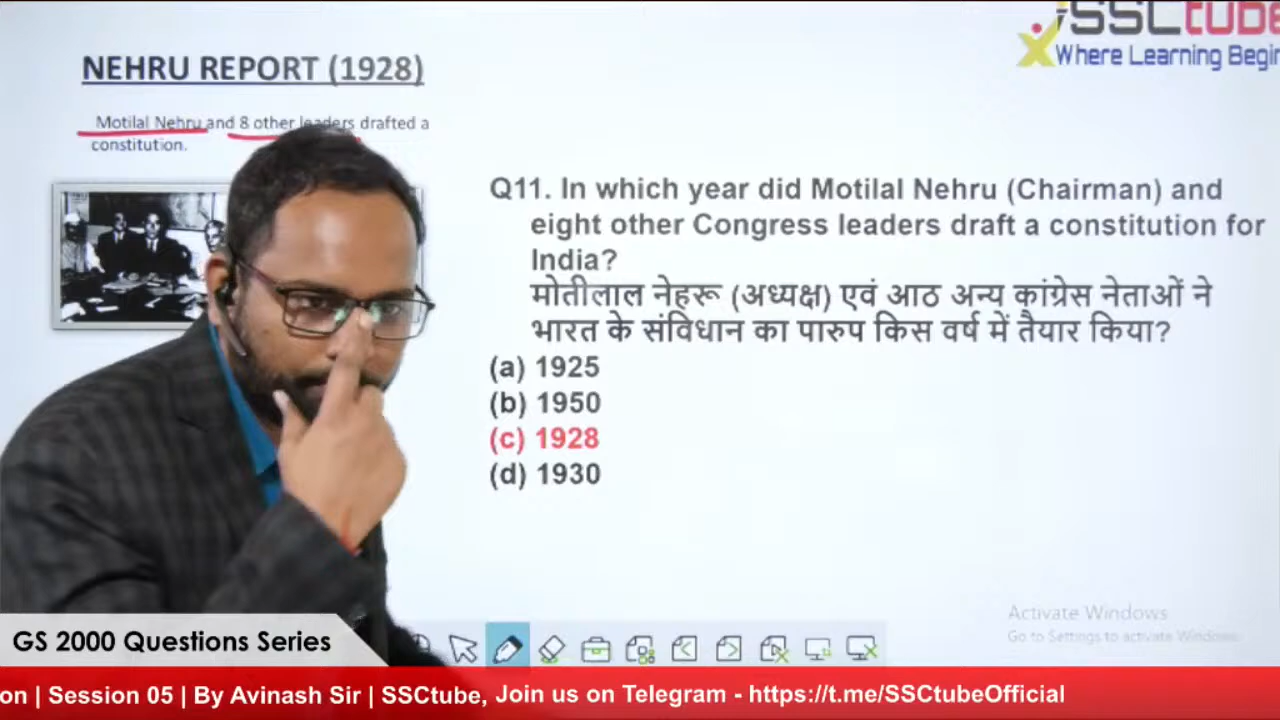 iSSCtube
Where Learning Begin
NEHRU REPORT (1928)
Motilal Nehru and 8 other leaders drafted a
constitution.
Q11. In which year did Motilal Nehru (Chairman) and
eight other Congress leaders draft a constitution for
India?
मोतीलाल नेहरू (अध्यक्ष) एवं आठ अन्य कांग्रेस नेताओं ने
भारत के संविधान का पारुप किस वर्ष में तैयार किया?
(a) 1925
(b) 1950
(c) 1928
(d) 1930
Activate Windows
Go to Settings to activate Windows.
GS 2000 Questions Series
on | Session 05 | By Avinash Sir | SSCtube, Join us on Telegram - https://t.me/SSCtubeOfficial